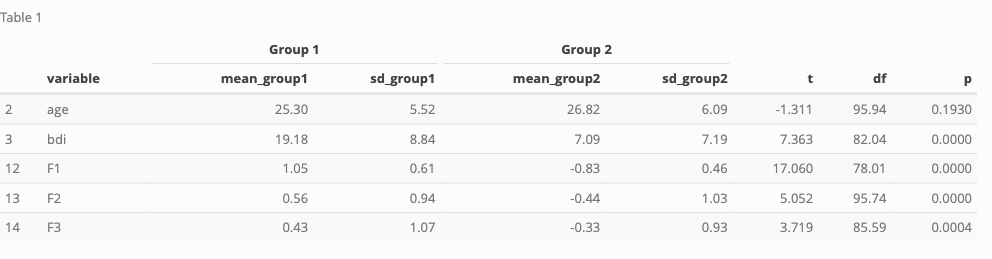 Table 1
Group 1 Group 2
variable mean_group1 sd_group1 mean_group2 sd_group2 t df p
2 age 25.30 5.52 26.82 6.09 -1.311 95.94 0.1930
3 bdi 19.18 8.84 7.09 7.19 7.363 82.04 0.0000
12 F1 1.05 0.61 -0.83 0.46 17.060 78.01 0.0000
13 F2 0.56 0.94 -0.44 1.03 5.052 95.74 0.0000
14 F3 0.43 1.07 -0.33 0.93 3.719 85.59 0.0004